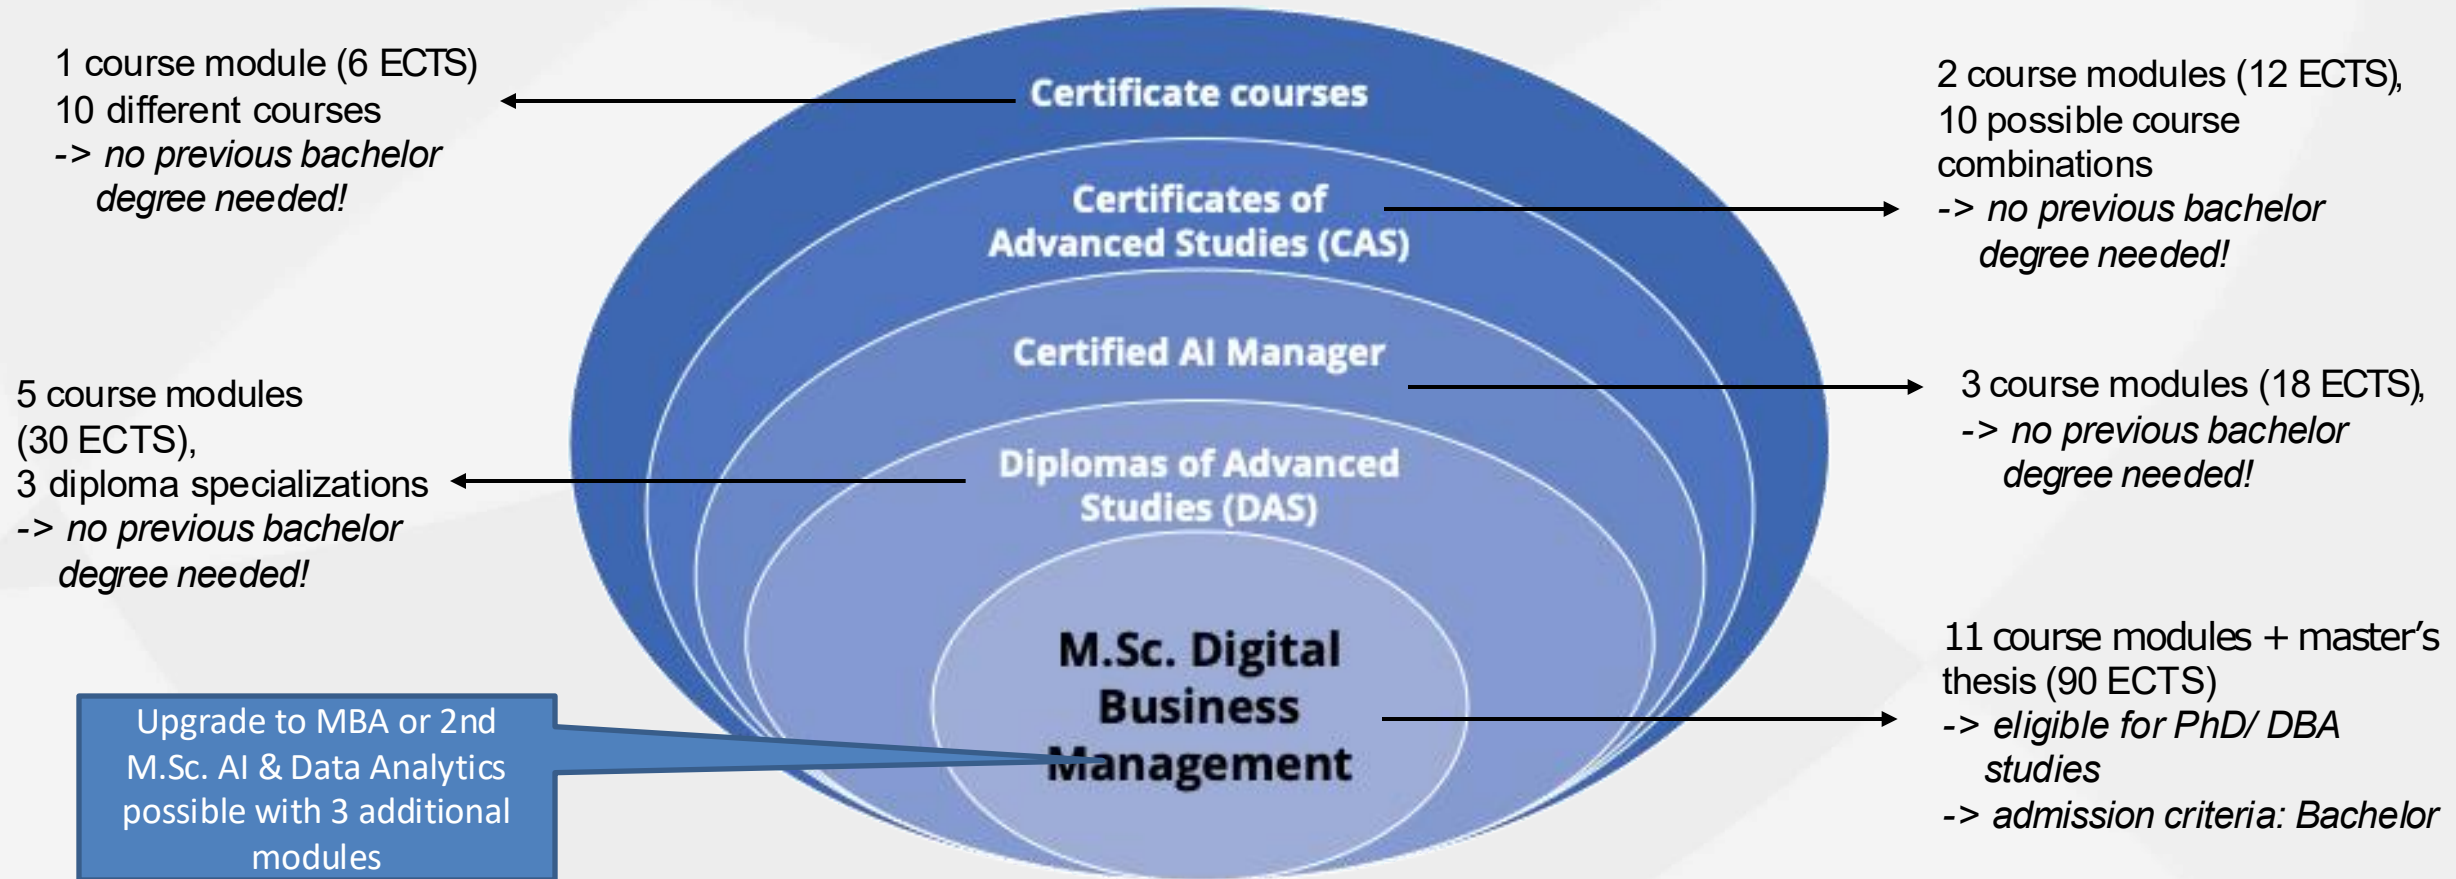 1 course module (6 ECTS)
10 different courses
-> no previous bachelor
degree needed!
Certificate courses
2 course modules (12 ECTS),
10 possible course
combinations
-> no previous bachelor
degree needed!
Certificates of
Advanced Studies (CAS)
Certified AI Manager
3 course modules (18 ECTS),
-> no previous bachelor
degree needed!
5 course modules
(30 ECTS),
3 diploma specializations
-> no previous bachelor
degree needed!
Diplomas of Advanced
Studies (DAS)
M.Sc. Digital
Business
Management
11 course modules + master’s
thesis (90 ECTS)
-> eligible for PhD/ DBA
studies
-> admission criteria: Bachelor
Upgrade to MBA or 2nd
M.Sc. AI & Data Analytics
possible with 3 additional
modules